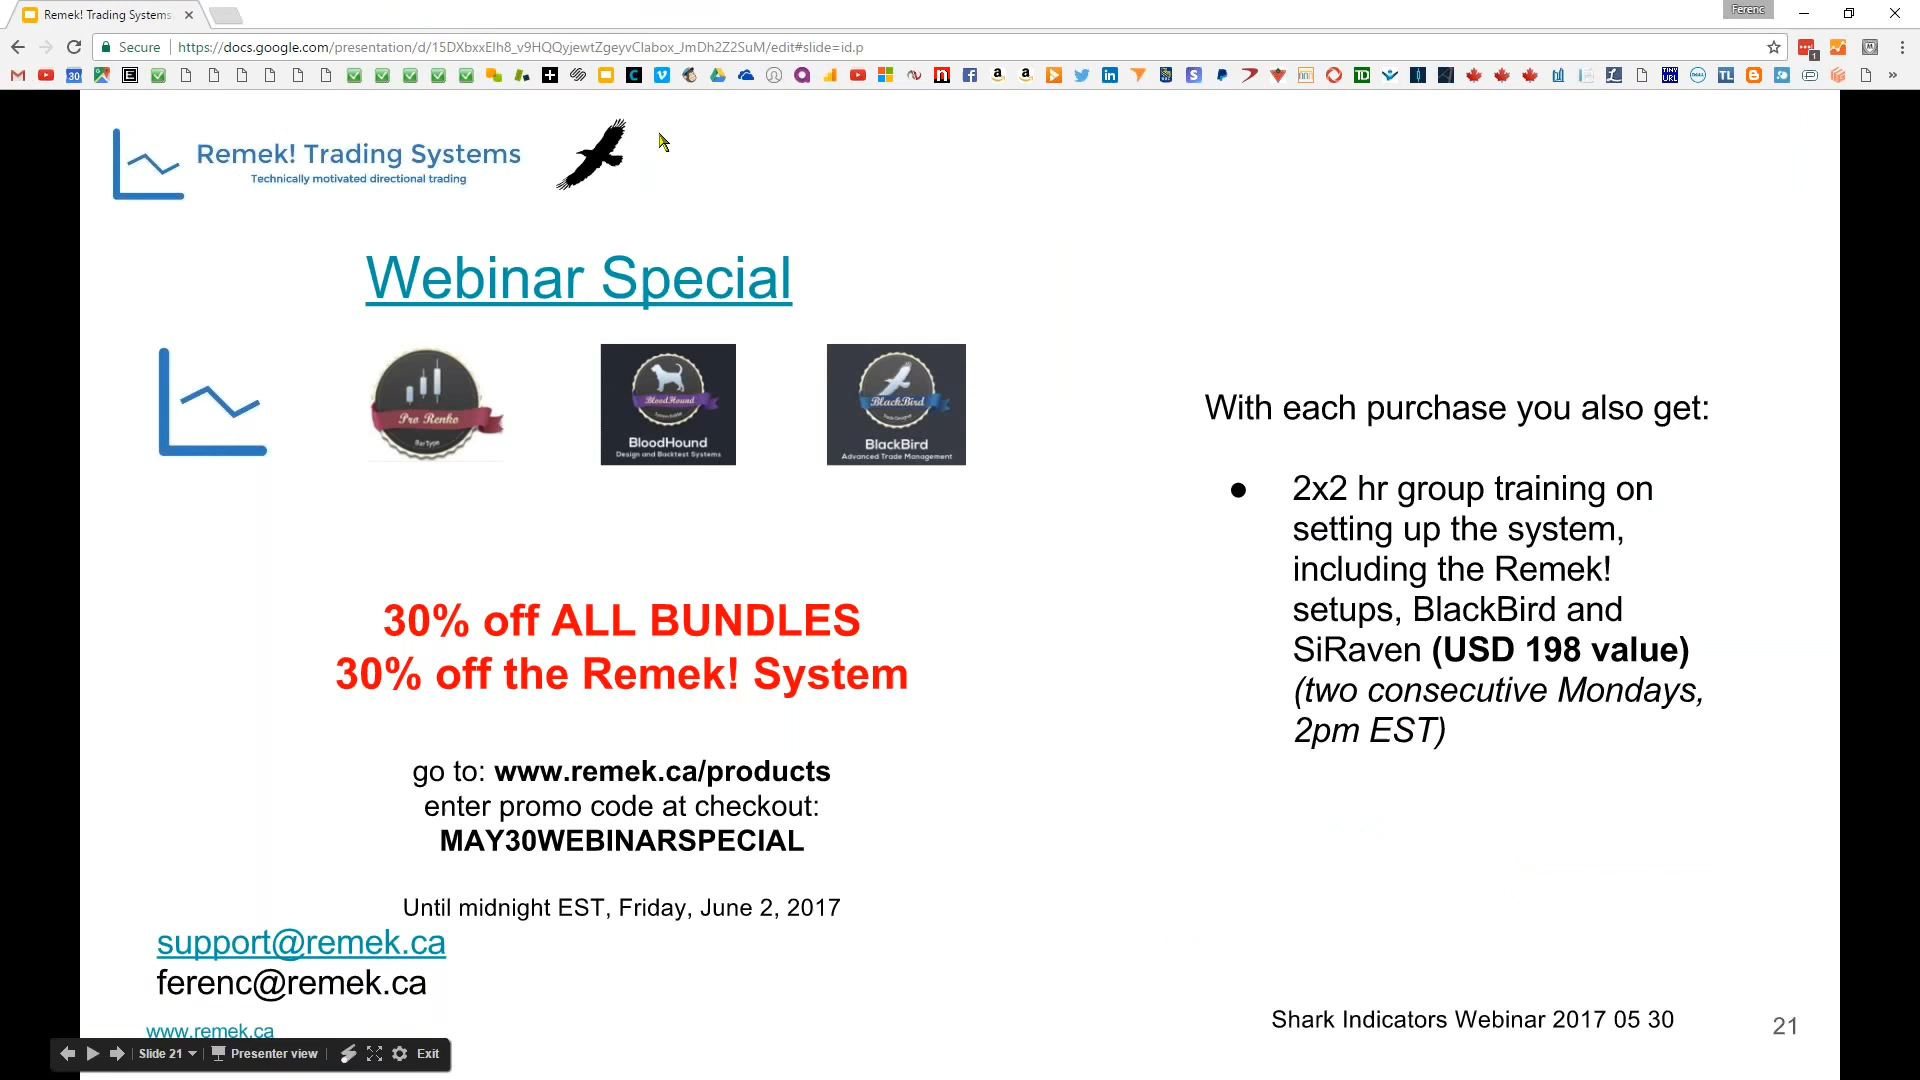 Remek! Trading Systems
Ferenc
Secure
https://docs.google.com/presentation/d/15DXbxxElh8_v9HQQyjewtZgeyvClabox_JmDh2Z2SuM/edit#slide=id.p
Remek! Trading Systems
Technically motivated directional trading
Webinar Special
Pro Renko
Bar Type
BloodHound
BloodHound
Design and Backtest Systems
BlackBird
BlackBird
Advanced Trade Management
With each purchase you also get:
● 2x2 hr group training on
setting up the system,
including the Remek!
setups, BlackBird and
SiRaven (USD 198 value)
(two consecutive Mondays,
2pm EST)
30% off ALL BUNDLES
30% off the Remek! System
go to: www.remek.ca/products
enter promo code at checkout:
MAY30WEBINARSPECIAL
Until midnight EST, Friday, June 2, 2017
support@remek.ca
ferenc@remek.ca
www.remek.ca
Shark Indicators Webinar 2017 05 30
21
Slide 21
Presenter view
Exit